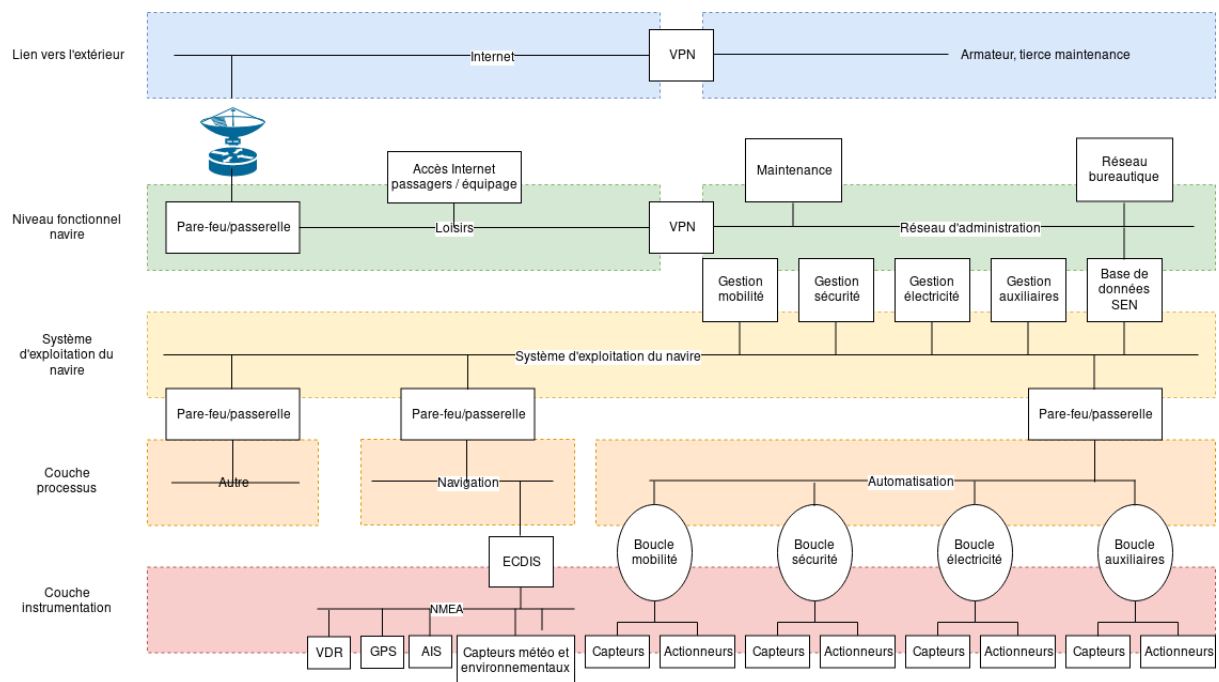 Lien vers l'extérieur
Internet
VPN
Armateur, tierce maintenance
Accès Internet
passagers / équipage
Maintenance
Réseau
bureautique
Niveau fonctionnel
navire
Pare-feu/passerelle
Loisirs
VPN
Réseau d'administration
Gestion
mobilité
Gestion
sécurité
Gestion
électricité
Gestion
auxiliaires
Base de
données
SEN
Système
d'exploitation du
navire
Système d'exploitation du navire
Pare-feu/passerelle
Pare-feu/passerelle
Pare-feu/passerelle
Couche
processus
Autre
Navigation
Automatisation
ECDIS
Boucle
mobilité
Boucle
sécurité
Boucle
électricité
Boucle
auxiliaires
Couche
instrumentation
NMEA
VDR
GPS
AIS
Capteurs météo et
environnementaux
Capteurs
Actionneurs
Capteurs
Actionneurs
Capteurs
Actionneurs
Capteurs
Actionneurs